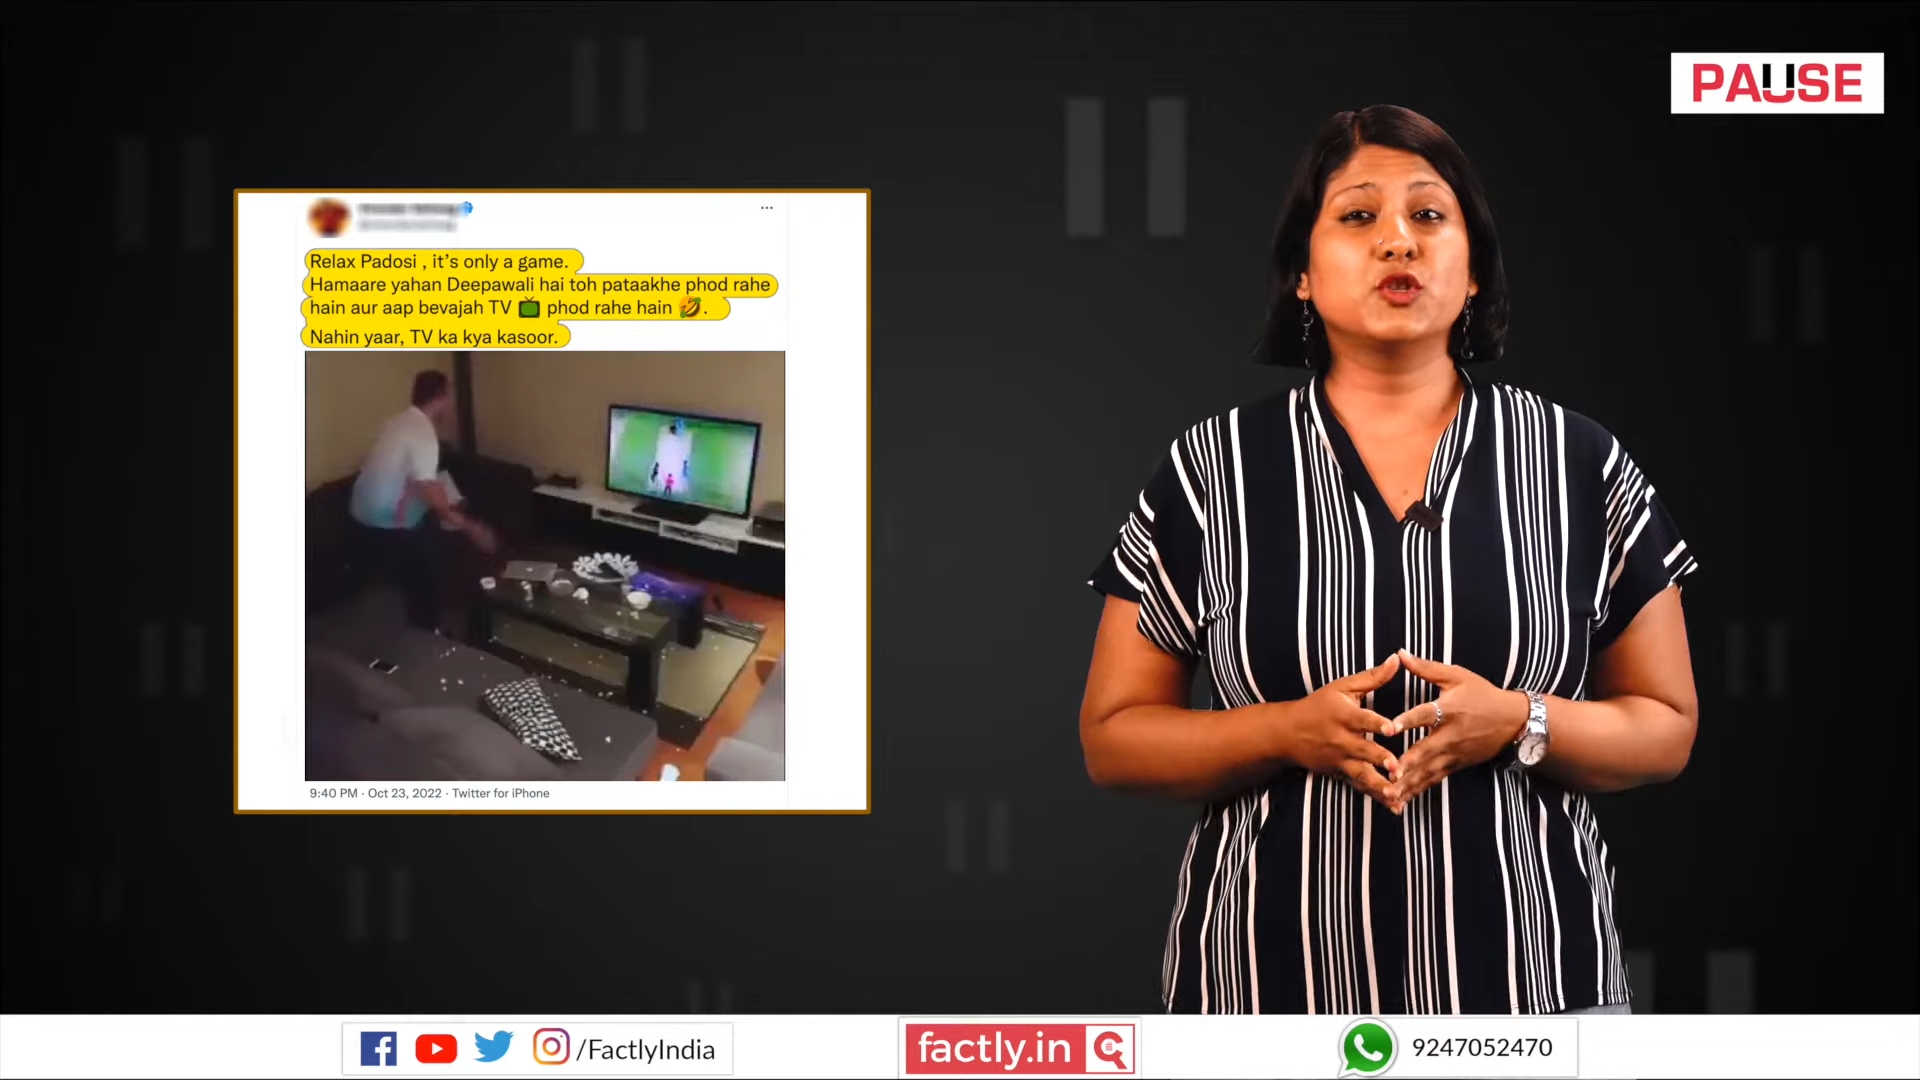 PAUSE
Relax Padosi , it’s only a game.
Hamaare yahan Deepawali hai toh pataakhe phod rahe
hain aur aap bevajah TV 📺 phod rahe hain 🤣.
Nahin yaar, TV ka kya kasoor.
9:40 PM · Oct 23, 2022 · Twitter for iPhone
/FactlyIndia
factly.in
9247052470